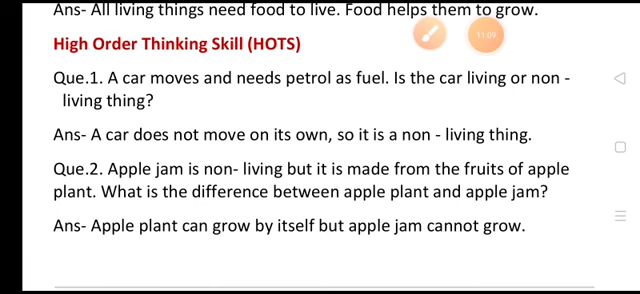 Ans- All living things need food to live. Food helps them to grow.
11:09
High Order Thinking Skill (HOTS)
Que.1. A car moves and needs petrol as fuel. Is the car living or non -
living thing?
Ans- A car does not move on its own, so it is a non - living thing.
Que.2. Apple jam is non- living but it is made from the fruits of apple
plant. What is the difference between apple plant and apple jam?
Ans- Apple plant can grow by itself but apple jam cannot grow.